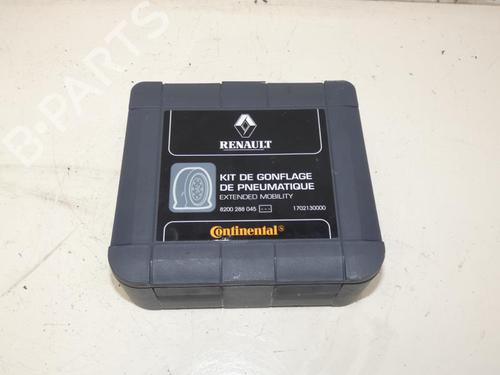 B-PARTS
RENAULT
KIT DE GONFLAGE
DE PNEUMATIQUE
EXTENDED MOBILITY
8200 288 045 --- 1702130000
Continental